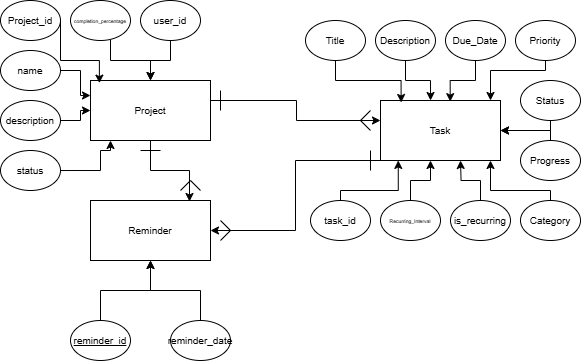 Project_id
completion_percentage
user_id
Title
Description
Due_Date
Priority
name
Status
description
Project
Task
status
Progress
Reminder
task_id
Recurring_Interval
is_recurring
Category
reminder_id
reminder_date